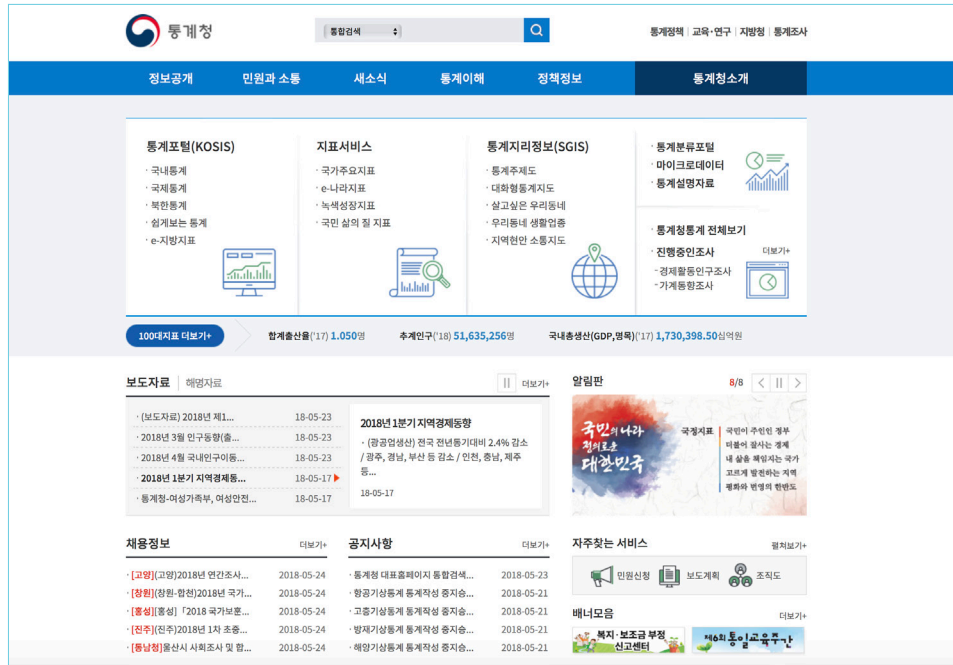 통계청
통합검색
통계정책 | 교육·연구 | 지방청 | 통계조사
정보공개 민원과 소통 새소식 통계이해 정책정보 통계청소개
통계포털(KOSIS)
· 국내통계
· 국제통계
· 북한통계
· 쉽게보는 통계
· e-지방지표
지표서비스
· 국가주요지표
· e-나라지표
· 녹색성장지표
· 국민 삶의 질 지표
통계지리정보(SGIS)
· 통계주제도
· 대화형통계지도
· 살고싶은 우리동네
· 우리동네 생활업종
· 지역현안 소통지도
· 통계분류포털
· 마이크로데이터
· 통계설명자료
· 통계청통계 전체보기
· 진행중인조사 더보기+
- 경제활동인구조사
- 가계동향조사
100대지표 더보기+ 합계출산율('17) 1.050명 추계인구('18) 51,635,256명 국내총생산(GDP,명목)('17) 1,730,398.50십억원
보도자료 | 해명자료 더보기+
· (보도자료) 2018년 제1... 18-05-23
· 2018년 3월 인구동향(출... 18-05-23
· 2018년 4월 국내인구이동... 18-05-23
· 2018년 1분기 지역경제동... 18-05-17
· 통계청-여성가족부, 여성안전... 18-05-17
2018년 1분기 지역경제동향
· (광공업생산) 전국 전년동기대비 2.4% 감소
/ 광주, 경남, 부산 등 감소 / 인천, 충남, 제주
등...
18-05-17
알림판 8/8
국민의 나라
정의로운
대한민국
국정지표
국민이 주인인 정부
더불어 잘사는 경제
내 삶을 책임지는 국가
고르게 발전하는 지역
평화와 번영의 한반도
채용정보 더보기+
· [고양](고양)2018년 연간조사... 2018-05-24
· [창원](창원·합천)2018년 국가... 2018-05-24
· [홍성][홍성]「2018 국가보훈... 2018-05-24
· [진주](진주)2018년 1차 초중... 2018-05-24
· [동남청]울산시 사회조사 및 합... 2018-05-24
공지사항 더보기+
· 통계청 대표홈페이지 통합검색... 2018-05-23
· 항공기상통계 통계작성 중지승... 2018-05-21
· 고층기상통계 통계작성 중지승... 2018-05-21
· 방재기상통계 통계작성 중지승... 2018-05-21
· 해양기상통계 통계작성 중지승... 2018-05-21
자주찾는 서비스 펼쳐보기+
민원신청 보도계획 조직도
배너모음 더보기+
복지·보조금 부정
신고센터
제6회 통일교육주간